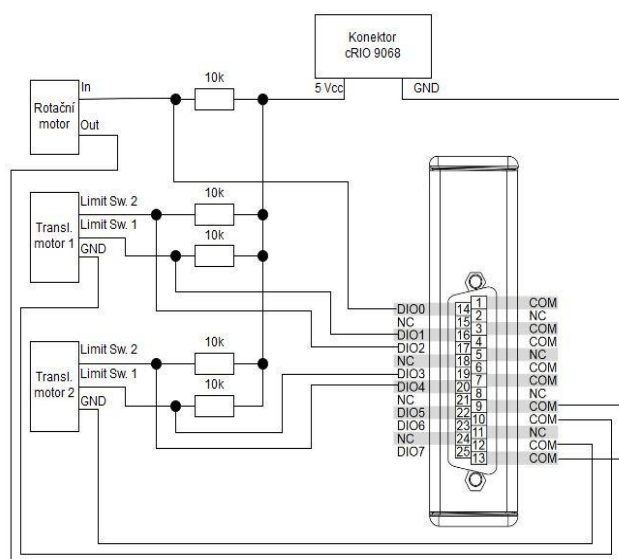 Konektor
cRIO 9068
5 Vcc
GND
10k
In
Rotační
motor
Out
10k
Limit Sw. 2
Limit Sw. 1
Transl.
motor 1
GND
10k
Limit Sw. 2
Limit Sw. 1
Transl.
motor 2
GND
10k
10k
DIO0 14 1 COM
NC 15 2 NC
DIO1 16 3 COM
DIO2 17 4 COM
NC 18 5 NC
DIO3 19 6 COM
DIO4 20 7 COM
NC 21 8 NC
DIO5 22 9 COM
DIO6 23 10 COM
NC 24 11 NC
DIO7 25 12 COM
13 COM